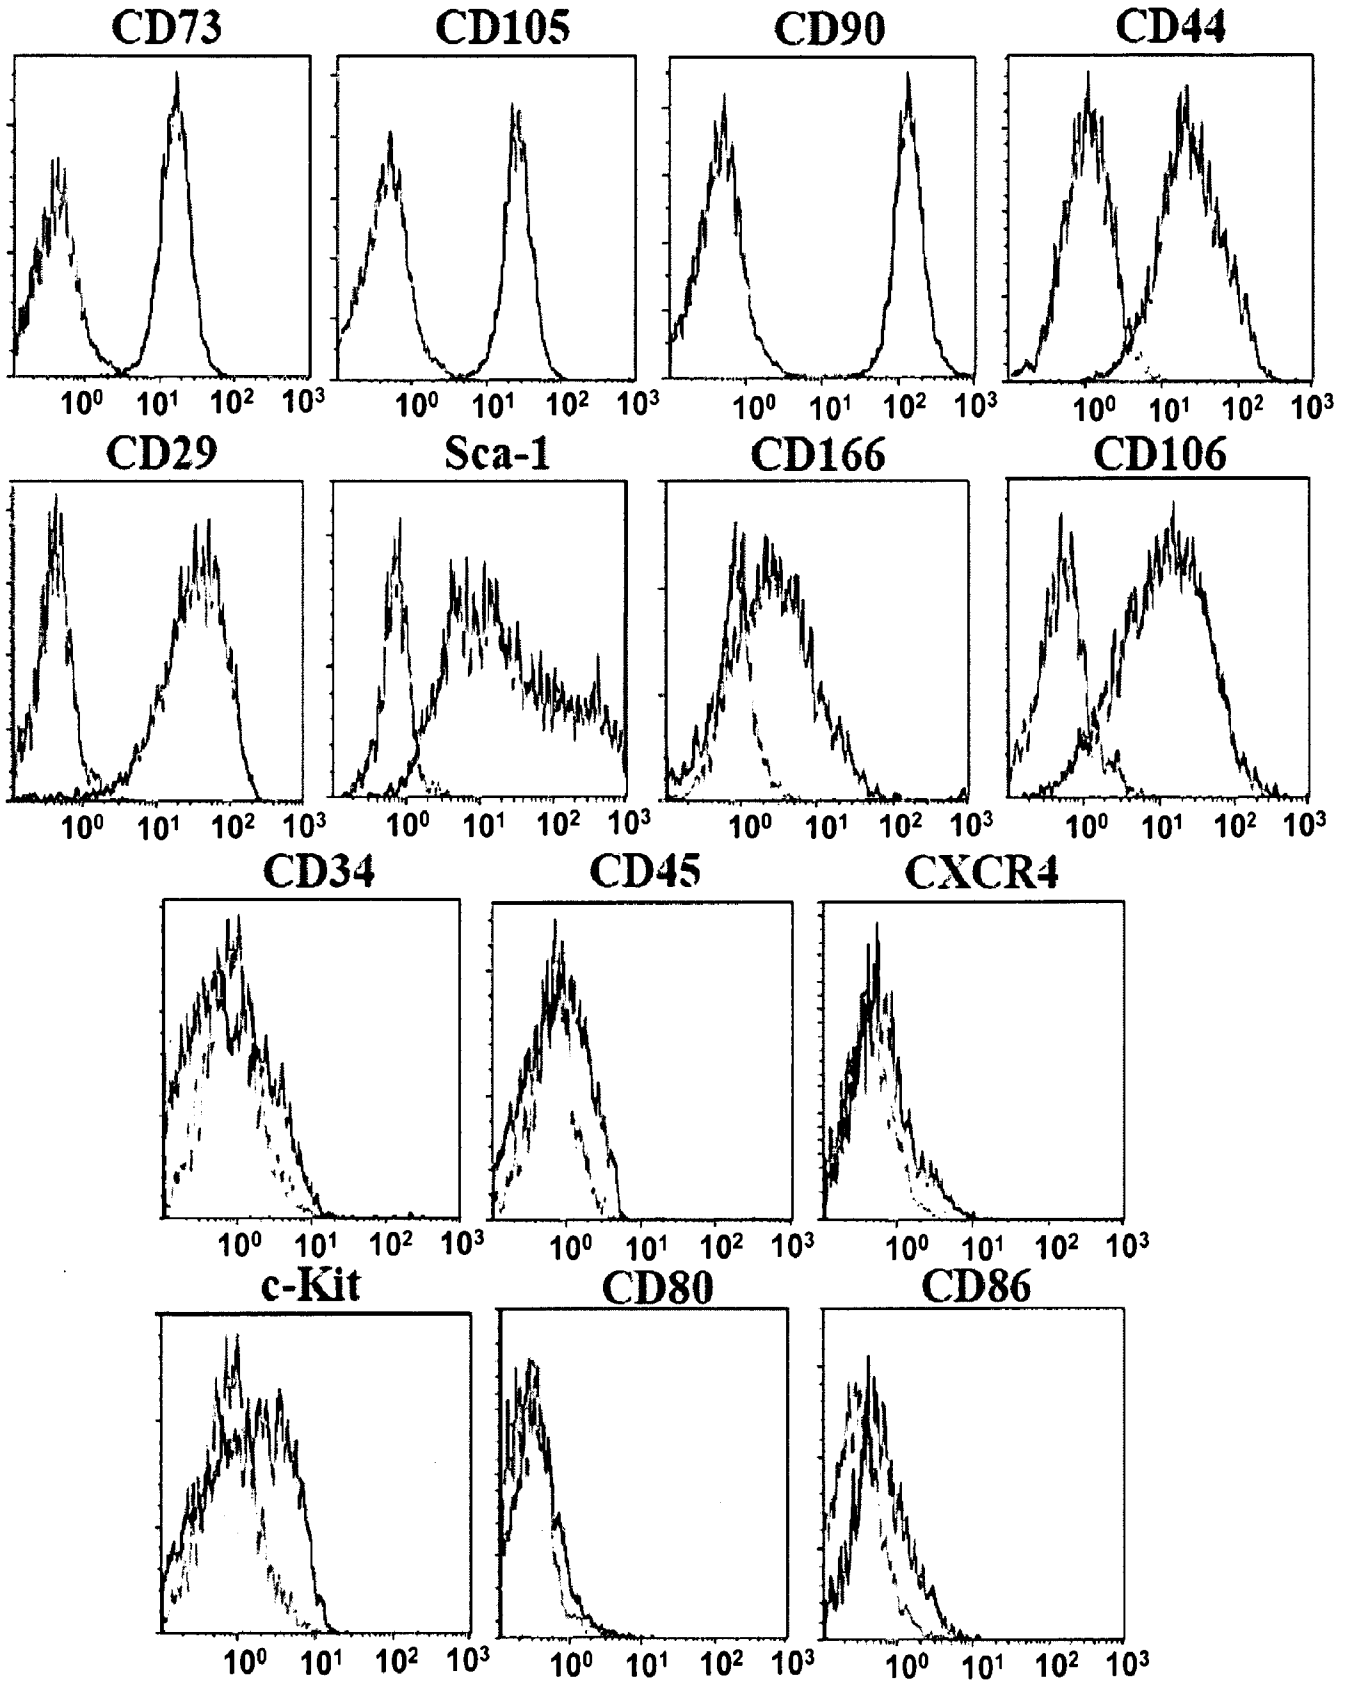 CD73 CD105 CD90 CD44
10⁰ 10¹ 10² 10³ 10⁰ 10¹ 10² 10³ 10⁰ 10¹ 10² 10³ 10⁰ 10¹ 10² 10³
CD29 Sca-1 CD166 CD106
10⁰ 10¹ 10² 10³ 10⁰ 10¹ 10² 10³ 10⁰ 10¹ 10² 10³ 10⁰ 10¹ 10² 10³
CD34 CD45 CXCR4
10⁰ 10¹ 10² 10³ 10⁰ 10¹ 10² 10³ 10⁰ 10¹ 10² 10³
c-Kit CD80 CD86
10⁰ 10¹ 10² 10³ 10⁰ 10¹ 10² 10³ 10⁰ 10¹ 10² 10³